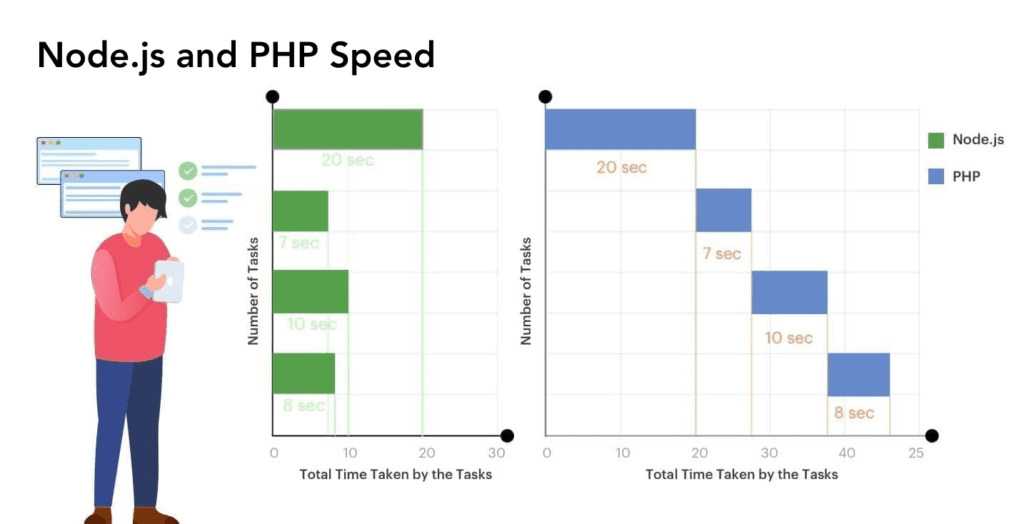 Node.js and PHP Speed
Number of Tasks
20 sec
7 sec
10 sec
8 sec
0 10 20 30
Total Time Taken by the Tasks
Number of Tasks
20 sec
7 sec
10 sec
8 sec
0 10 20 30 40 25
Total Time Taken by the Tasks
Node.js
PHP